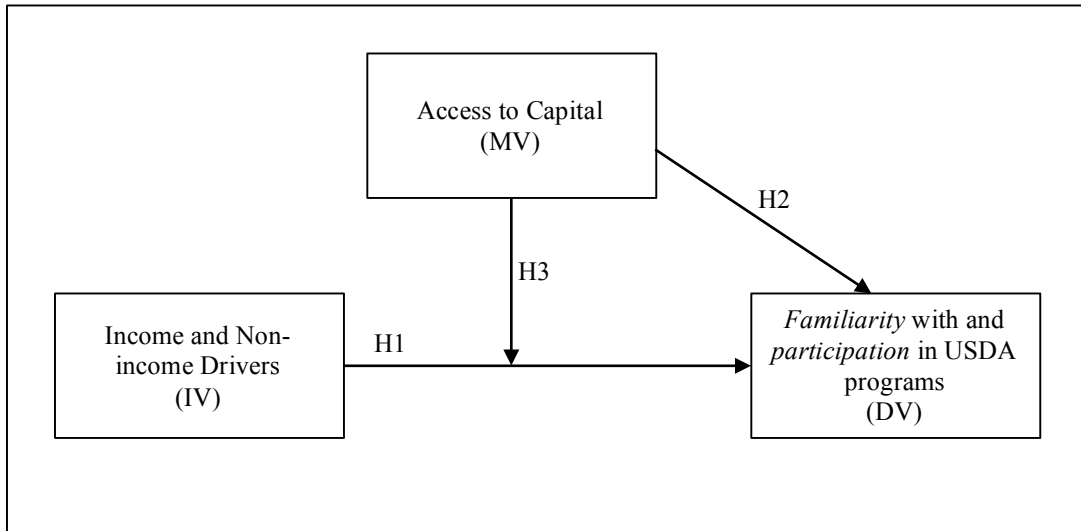 Access to Capital
(MV)
H2
H3
Income and Non-
income Drivers
(IV)
H1
Familiarity with and
participation in USDA
programs
(DV)